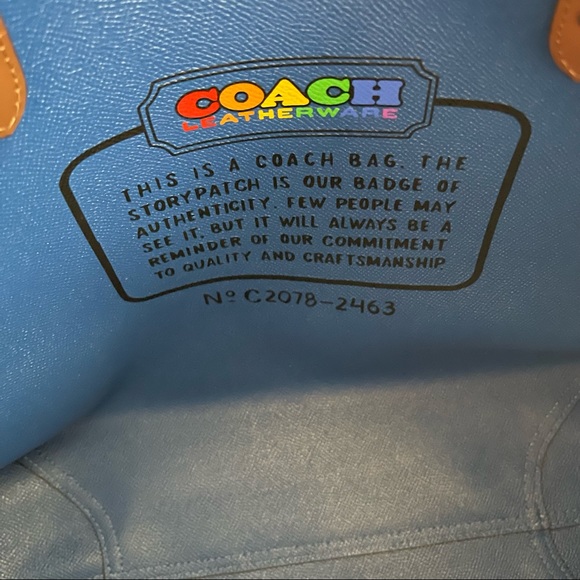 COACH
LEATHERWARE
THIS IS A COACH BAG. THE
STORYPATCH IS OUR BADGE OF
AUTHENTICITY. FEW PEOPLE MAY
SEE IT, BUT IT WILL ALWAYS BE A
REMINDER OF OUR COMMITMENT
TO QUALITY AND CRAFTSMANSHIP
Nº C2078-2463